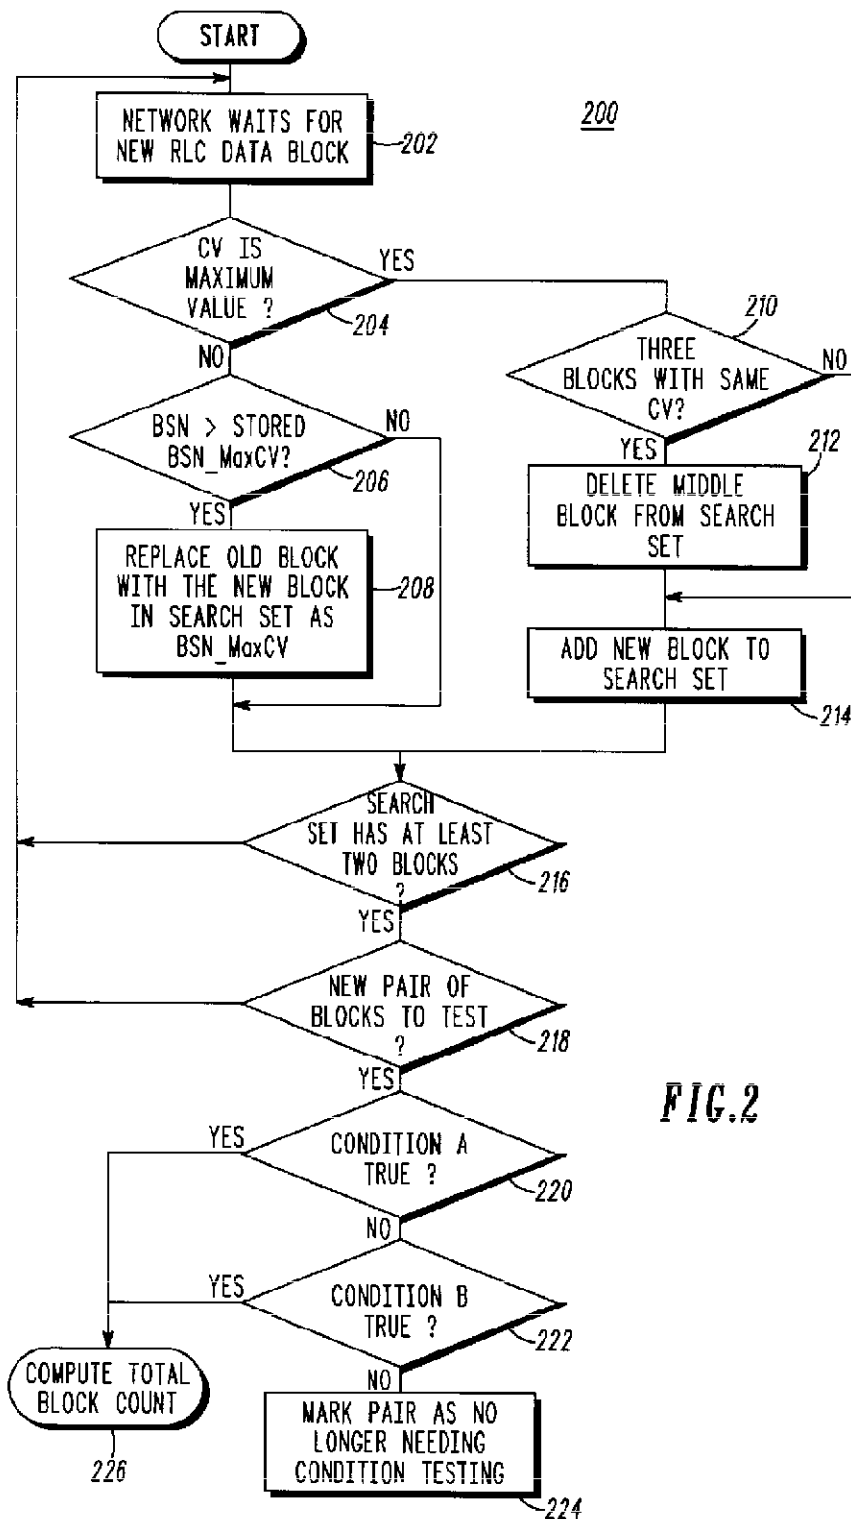 START
200
NETWORK WAITS FOR
NEW RLC DATA BLOCK
202
CV IS
MAXIMUM
VALUE ?
YES
204
NO
210
THREE
BLOCKS WITH SAME
CV?
NO
YES
BSN > STORED
BSN_MaxCV?
NO
206
YES
212
DELETE MIDDLE
BLOCK FROM SEARCH
SET
REPLACE OLD BLOCK
WITH THE NEW BLOCK
IN SEARCH SET AS
BSN_MaxCV
208
ADD NEW BLOCK TO
SEARCH SET
214
SEARCH
SET HAS AT LEAST
TWO BLOCKS
?
216
YES
NEW PAIR OF
BLOCKS TO TEST
?
218
YES
FIG.2
YES
CONDITION A
TRUE ?
220
NO
YES
CONDITION B
TRUE ?
222
NO
COMPUTE TOTAL
BLOCK COUNT
226
MARK PAIR AS NO
LONGER NEEDING
CONDITION TESTING
224